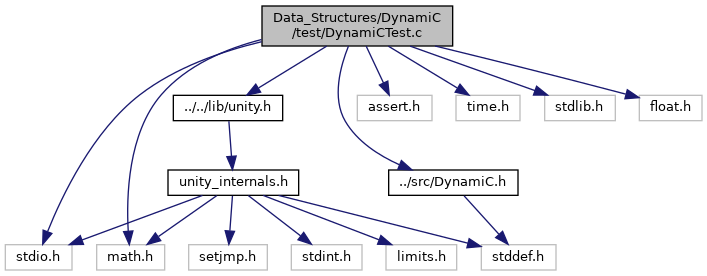 Data_Structures/DynamiC
/test/DynamiCTest.c
../../lib/unity.h
assert.h
time.h
stdlib.h
float.h
unity_internals.h
../src/DynamiC.h
stdio.h
math.h
setjmp.h
stdint.h
limits.h
stddef.h